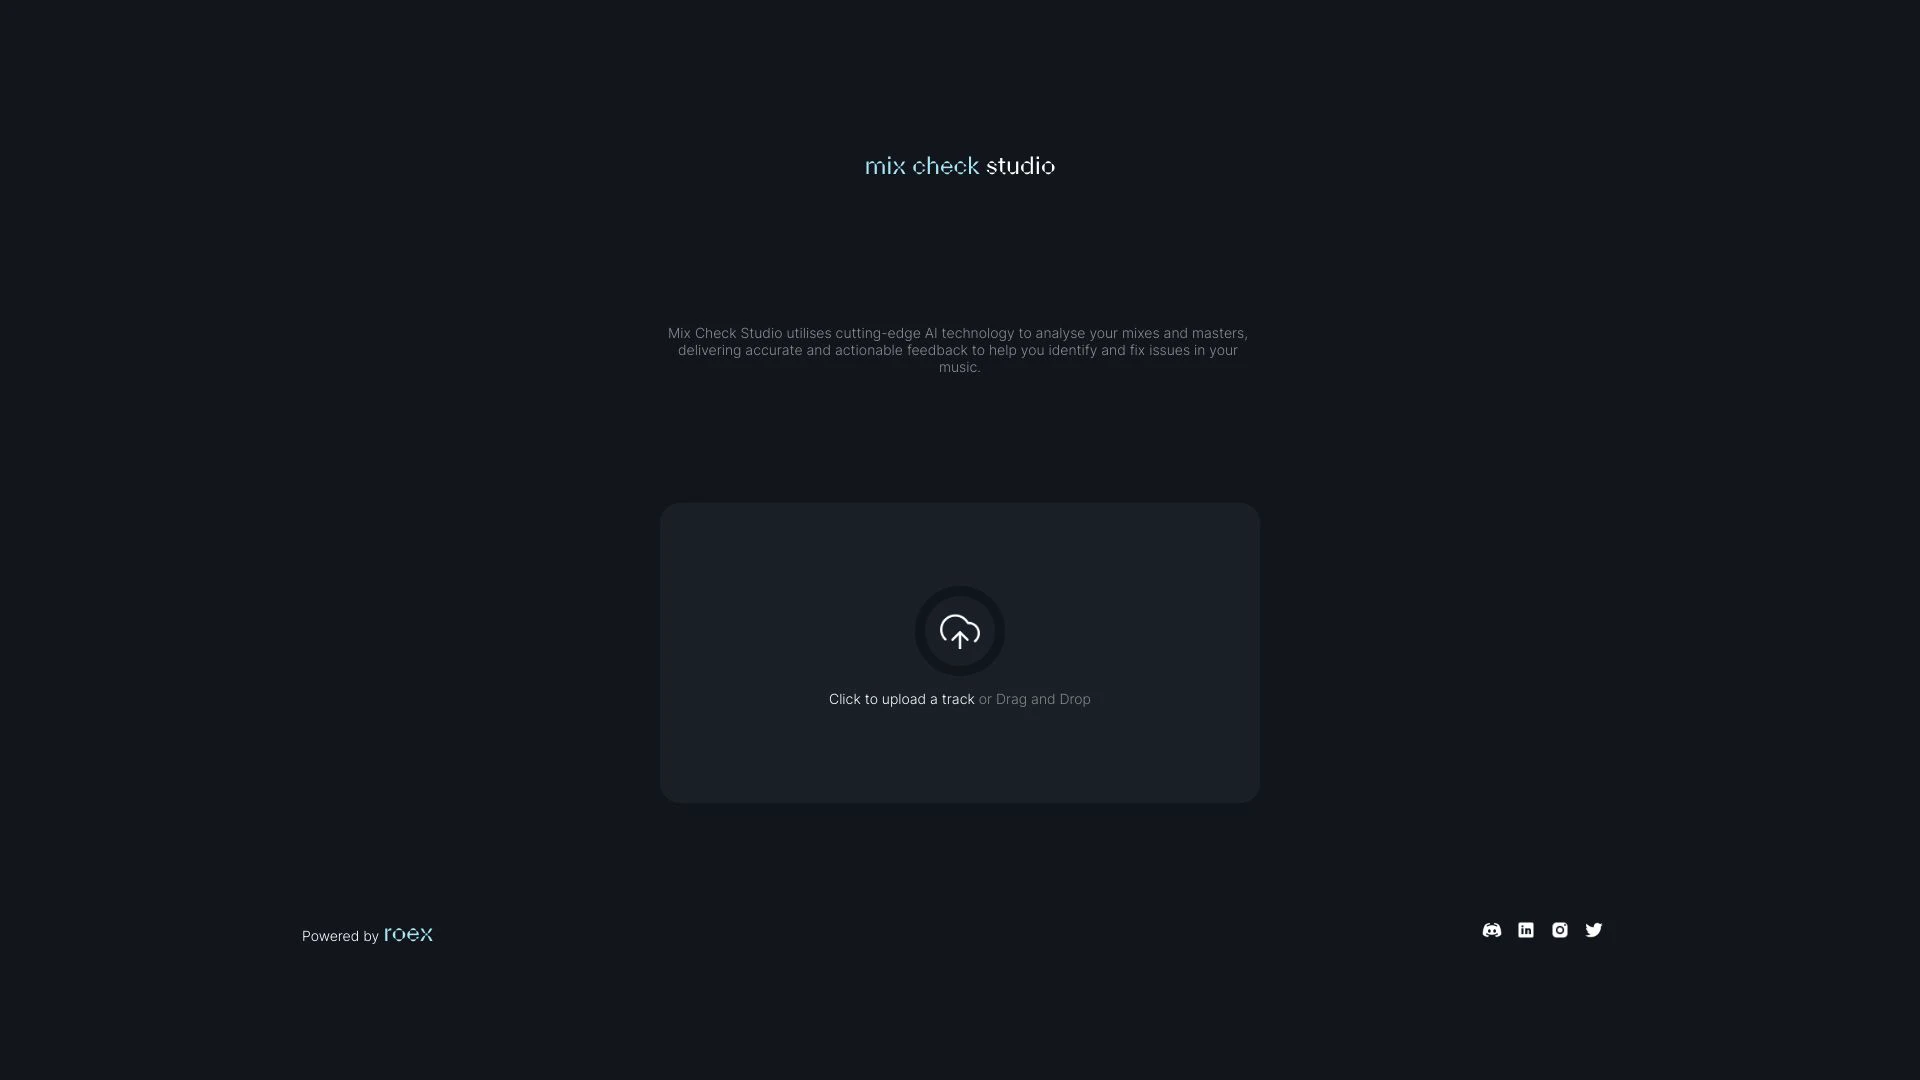 mix check studio
Mix Check Studio utilises cutting-edge AI technology to analyse your mixes and masters,
delivering accurate and actionable feedback to help you identify and fix issues in your
music.
Click to upload a track or Drag and Drop
Powered by roex